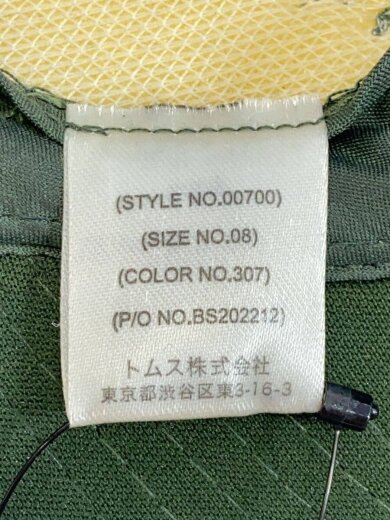 (STYLE NO.00700)
(SIZE NO.08)
(COLOR NO.307)
(P/O NO.BS202212)
トムス株式会社
東京都渋谷区東3-16-3